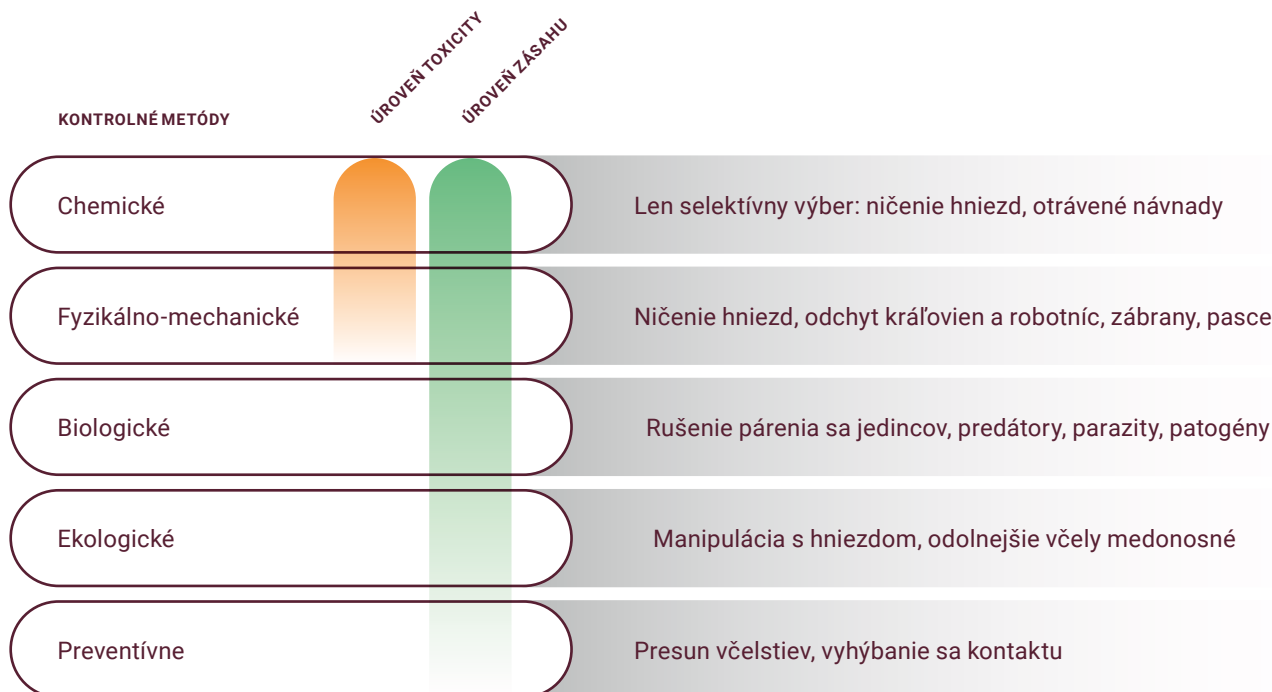 KONTROLNÉ METÓDY
ÚROVEŇ TOXICITY
ÚROVEŇ ZÁSAHU
Chemické
Len selektívny výber: ničenie hniezd, otrávené návnady
Fyzikálno-mechanické
Ničenie hniezd, odchyt kráľovien a robotníc, zábrany, pasce
Biologické
Rušenie párenia sa jedincov, predátory, parazity, patogény
Ekologické
Manipulácia s hniezdom, odolnejšie včely medonosné
Preventívne
Presun včelstiev, vyhýbanie sa kontaktu